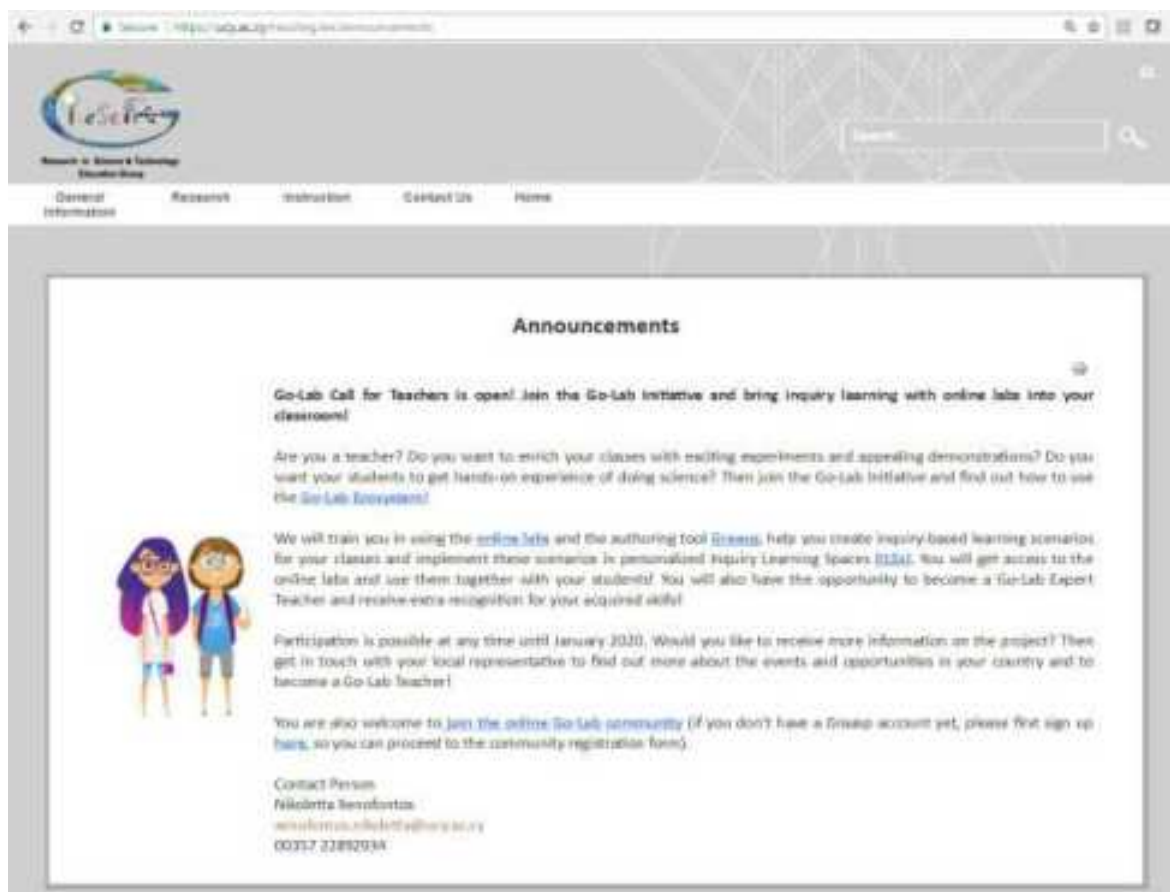 Secure
Search...
Research in Science & Technology
Education Group
General
Information
Research
Instruction
Contact Us
Home
Announcements
Go-Lab Call for Teachers is open! Join the Go-Lab Initiative and bring inquiry learning with online labs into your
classroom!
Are you a teacher? Do you want to enrich your classes with exciting experiments and appealing demonstrations? Do you
want your students to get hands-on experience of doing science? Then join the Go-Lab Initiative and find out how to use
the Go-Lab Ecosystem!
We will train you in using the online labs and the authoring tool Graasp, help you create inquiry-based learning scenarios
for your classes and implement these scenarios in personalized Inquiry Learning Spaces (ILSs). You will get access to the
online labs and use them together with your students! You will also have the opportunity to become a Go-Lab Expert
Teacher and receive extra recognition for your acquired skills!
Participation is possible at any time until January 2020. Would you like to receive more information on the project? Then
get in touch with your local representative to find out more about the events and opportunities in your country and to
become a Go-Lab Teacher!
You are also welcome to join the online Go-Lab community (if you don't have a Graasp account yet, please first sign up
here, so you can proceed to the community registration form).
Contact Person
Nikoletta Xenofontos